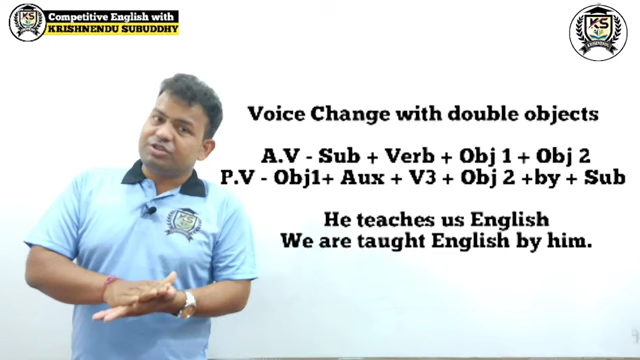 Competitive English with
KRISHNENDU SUBUDDHY
KS
Voice Change with double objects
A.V - Sub + Verb + Obj 1 + Obj 2
P.V - Obj1+ Aux + V3 + Obj 2 +by + Sub
He teaches us English
We are taught English by him.